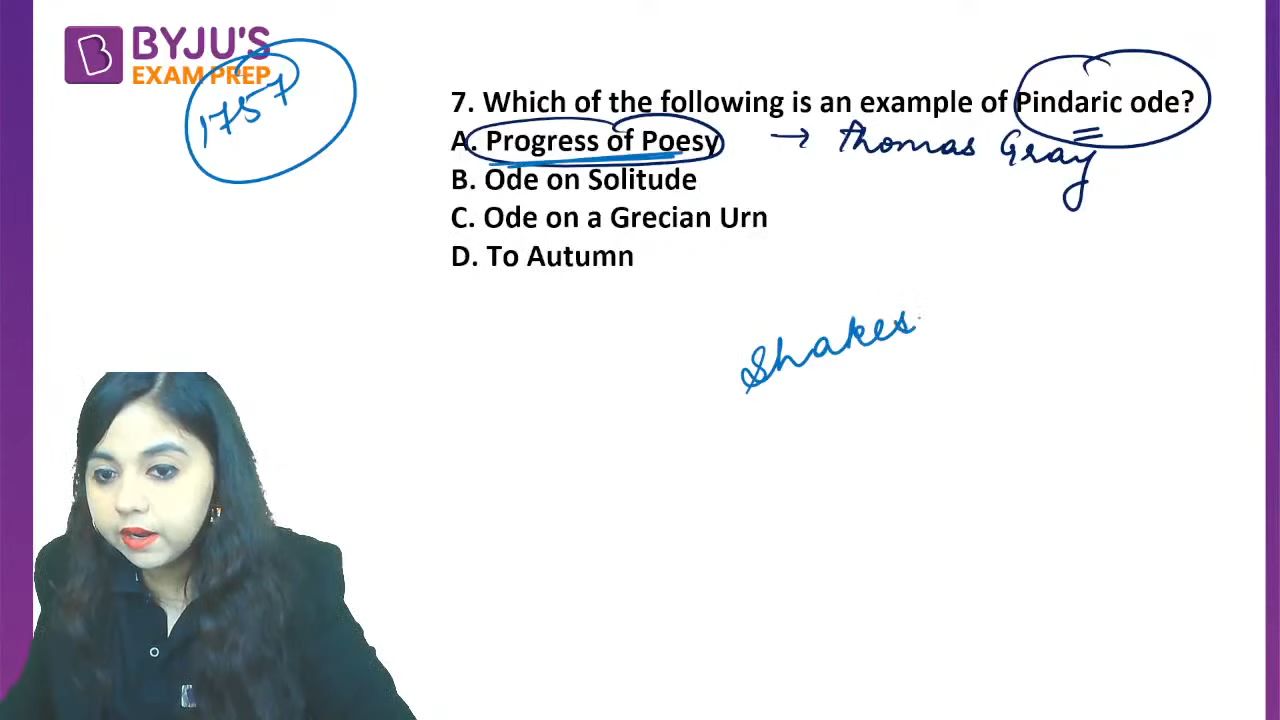 BYJU'S
EXAM PREP
1757
7. Which of the following is an example of Pindaric ode?
A. Progress of Poesy → Thomas Gray
B. Ode on Solitude
C. Ode on a Grecian Urn
D. To Autumn
Shakes